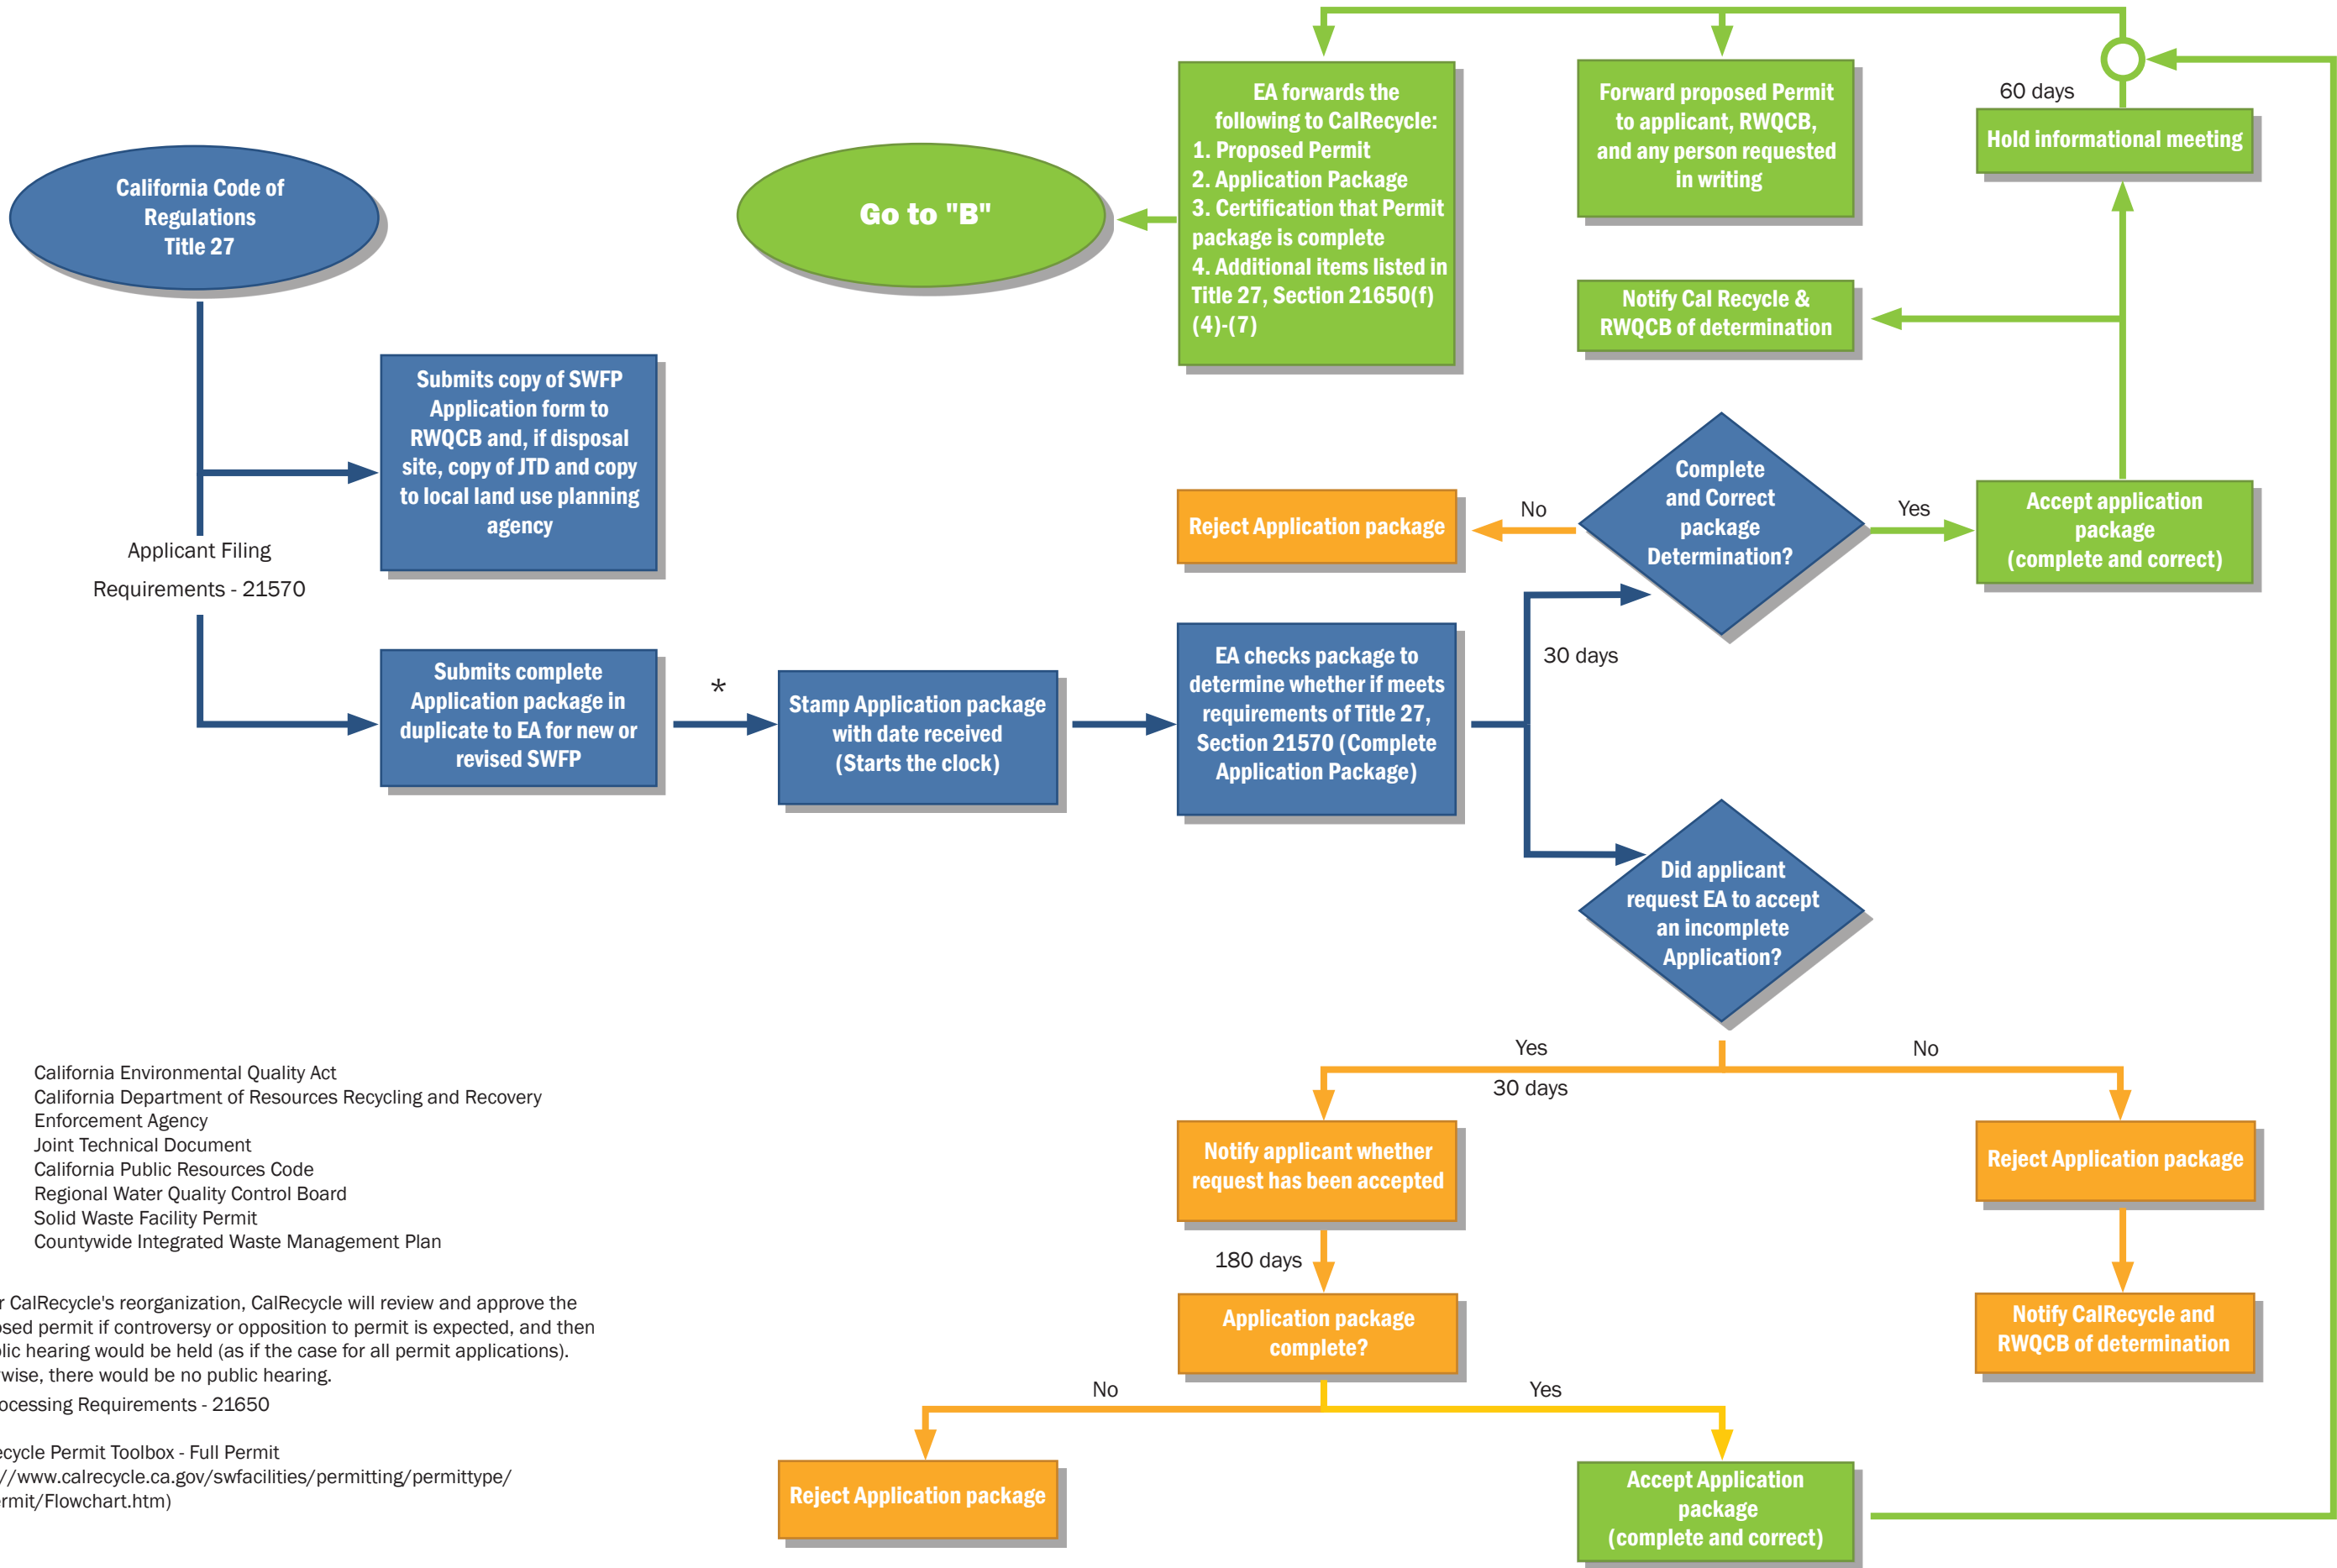 California Code of
Regulations
Title 27
Applicant Filing
Requirements - 21570
Submits copy of SWFP
Application form to
RWQCB and, if disposal
site, copy of JTD and copy
to local land use planning
agency
Submits complete
Application package in
duplicate to EA for new or
revised SWFP
*
Stamp Application package
with date received
(Starts the clock)
EA checks package to
determine whether if meets
requirements of Title 27,
Section 21570 (Complete
Application Package)
30 days
Complete
and Correct
package
Determination?
No
Reject Application package
Yes
Accept application
package
(complete and correct)
Notify Cal Recycle &
RWQCB of determination
Hold informational meeting
60 days
Forward proposed Permit
to applicant, RWQCB,
and any person requested
in writing
EA forwards the
following to CalRecycle:
1. Proposed Permit
2. Application Package
3. Certification that Permit
package is complete
4. Additional items listed in
Title 27, Section 21650(f)
(4)-(7)
Go to "B"
Did applicant
request EA to accept
an incomplete
Application?
Yes
30 days
No
Notify applicant whether
request has been accepted
180 days
Application package
complete?
No
Yes
Reject Application package
Accept Application
package
(complete and correct)
Reject Application package
Notify CalRecycle and
RWQCB of determination
California Environmental Quality Act
California Department of Resources Recycling and Recovery
Enforcement Agency
Joint Technical Document
California Public Resources Code
Regional Water Quality Control Board
Solid Waste Facility Permit
Countywide Integrated Waste Management Plan
r CalRecycle's reorganization, CalRecycle will review and approve the
osed permit if controversy or opposition to permit is expected, and then
blic hearing would be held (as if the case for all permit applications).
wise, there would be no public hearing.
ocessing Requirements - 21650
ecycle Permit Toolbox - Full Permit
://www.calrecycle.ca.gov/swfacilities/permitting/permittype/
ermit/Flowchart.htm)